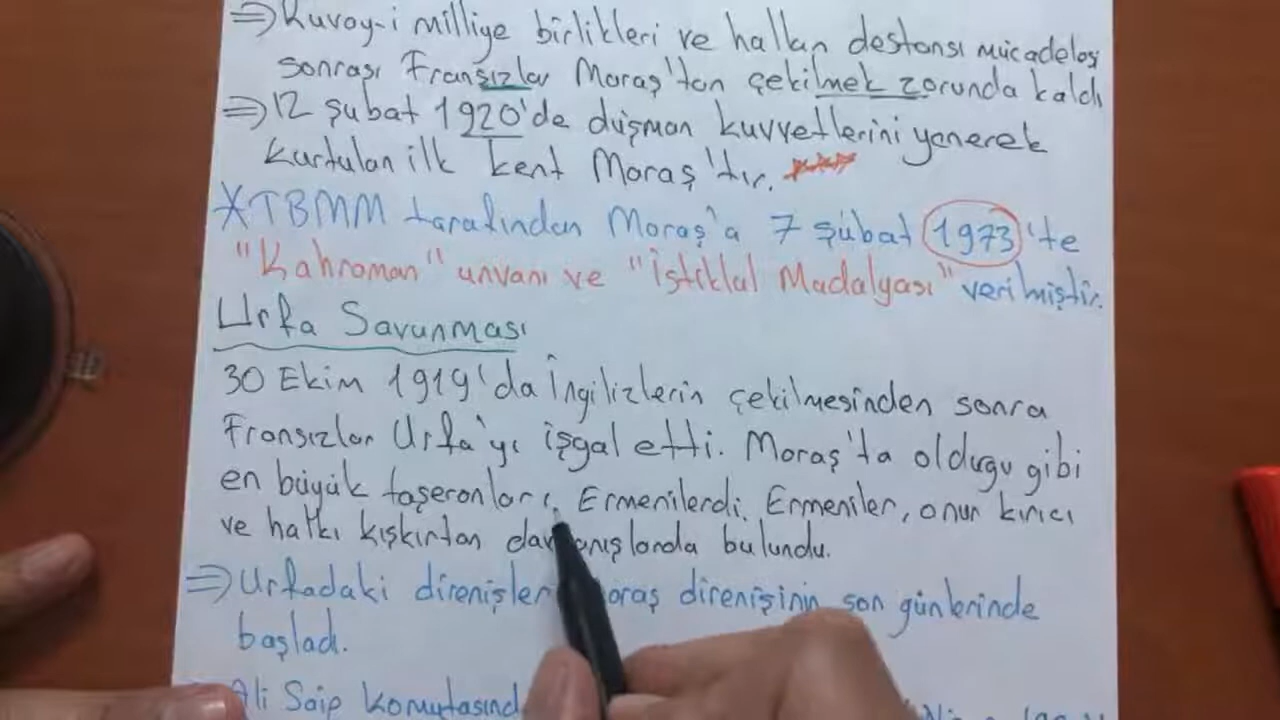 ⇒ Kuvay-i milliye birlikleri ve halkın destansı mücadelesi
sonrası Fransızlar Maraş'tan çekilmek zorunda kaldı
⇒ 12 şubat 1920'de düşman kuvvetlerini yenerek
kurtulan ilk kent Maraş'tır.
*TBMM tarafından Maraş'a 7 şubat 1973'te
"Kahraman" unvanı ve "İstiklal Madalyası" verilmiştir.
Urfa Savunması
30 Ekim 1919'da İngilizlerin çekilmesinden sonra
Fransızlar Urfa'yı işgal etti. Maraş'ta olduğu gibi
en büyük taşeronları, Ermenilerdi. Ermeniler, onur kırıcı
ve halkı kışkırtan davranışlarda bulundu.
⇒ Urfadaki direnişler Maraş direnişinin son günlerinde
başladı.
Ali Saip Komutasınd